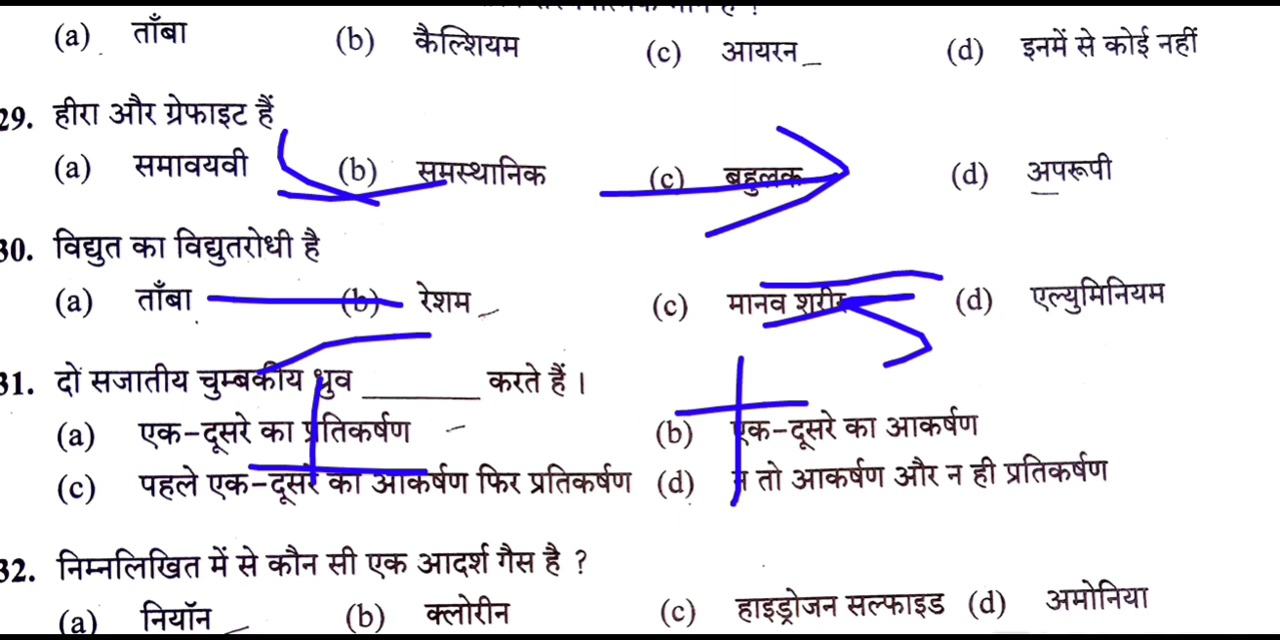 (a) ताँबा (b) कैल्शियम (c) आयरन (d) इनमें से कोई नहीं
29. हीरा और ग्रेफाइट हैं
(a) समावयवी (b) समस्थानिक (c) बहुलक (d) अपरूपी
30. विद्युत का विद्युतरोधी है
(a) ताँबा (b) रेशम (c) मानव शरीर (d) एल्युमिनियम
31. दो सजातीय चुम्बकीय ध्रुव ________ करते हैं ।
(a) एक-दूसरे का प्रतिकर्षण (b) एक-दूसरे का आकर्षण
(c) पहले एक-दूसरे का आकर्षण फिर प्रतिकर्षण (d) न तो आकर्षण और न ही प्रतिकर्षण
32. निम्नलिखित में से कौन सी एक आदर्श गैस है ?
(a) नियॉन (b) क्लोरीन (c) हाइड्रोजन सल्फाइड (d) अमोनिया